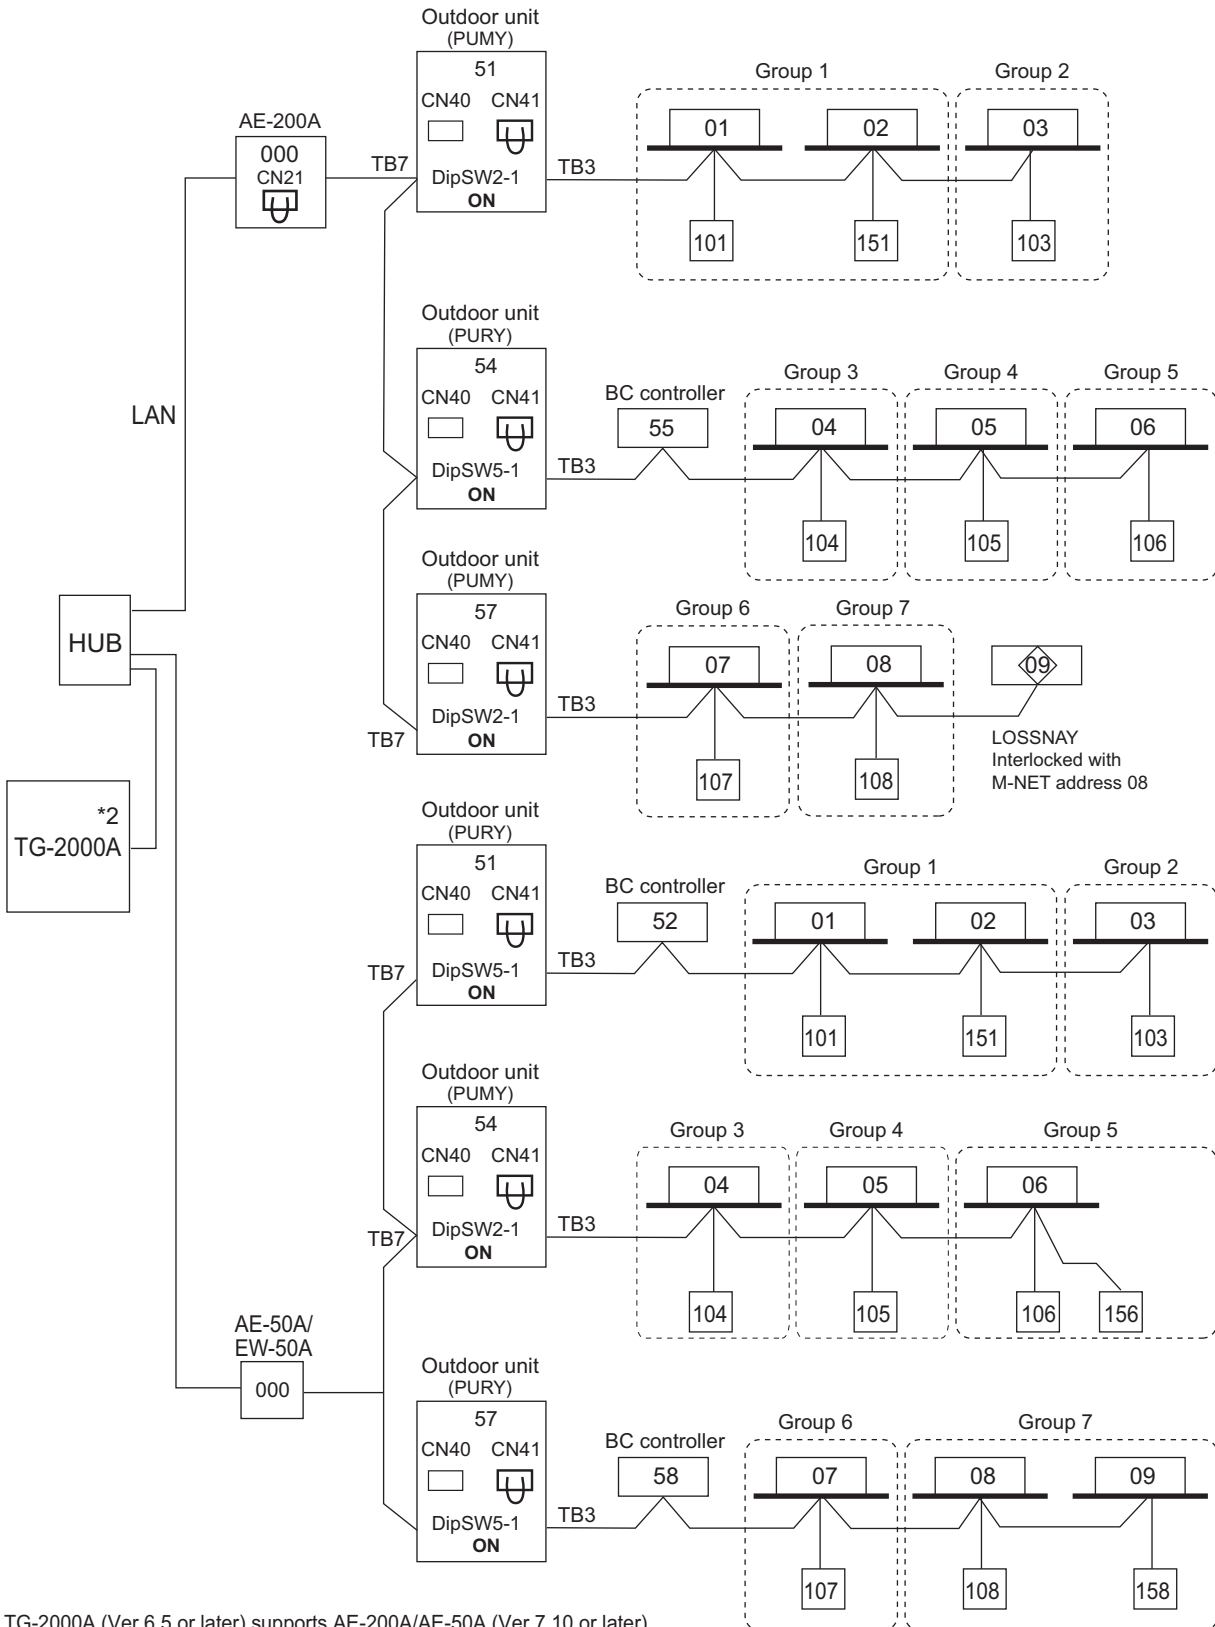 Outdoor unit
(PUMY)
51
CN40 CN41
DipSW2-1
ON
AE-200A
000
CN21
TB7
TB3
Group 1
Group 2
01
02
03
101
151
103
Outdoor unit
(PURY)
54
CN40 CN41
DipSW5-1
ON
TB3
BC controller
55
Group 3
Group 4
Group 5
04
05
06
104
105
106
LAN
Outdoor unit
(PUMY)
57
CN40 CN41
DipSW2-1
ON
TB7
TB3
Group 6
Group 7
07
08
09
107
108
LOSSNAY
Interlocked with
M-NET address 08
HUB
*2
TG-2000A
Outdoor unit
(PURY)
51
CN40 CN41
DipSW5-1
ON
TB7
TB3
BC controller
52
Group 1
Group 2
01
02
03
101
151
103
Outdoor unit
(PUMY)
54
CN40 CN41
DipSW2-1
ON
TB7
TB3
Group 3
Group 4
Group 5
04
05
06
104
105
106
156
AE-50A/
EW-50A
000
Outdoor unit
(PURY)
57
CN40 CN41
DipSW5-1
ON
TB3
BC controller
58
Group 6
Group 7
07
08
09
107
108
158
TG-2000A (Ver.6.5 or later) supports AE-200A/AE-50A (Ver.7.10 or later)